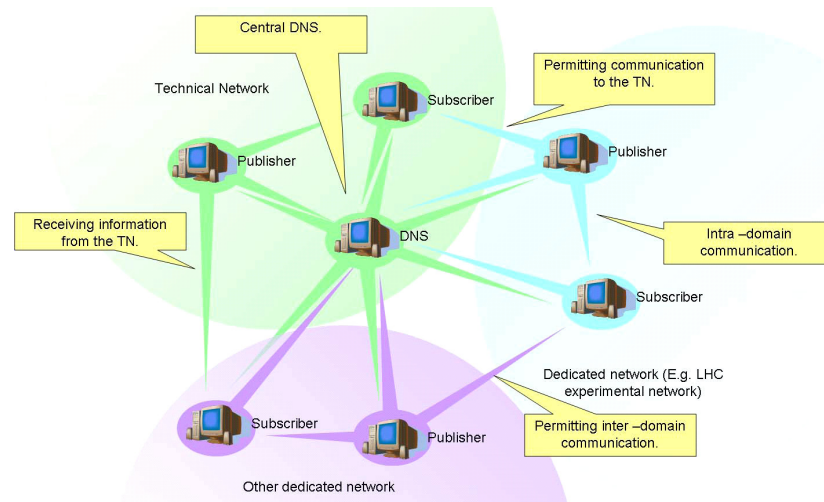 Central DNS.
Technical Network
Subscriber
Permitting communication
to the TN.
Publisher
Publisher
Receiving information
from the TN.
DNS
Intra –domain
communication.
Subscriber
Dedicated network (E.g. LHC
experimental network)
Subscriber
Publisher
Permitting inter –domain
communication.
Other dedicated network